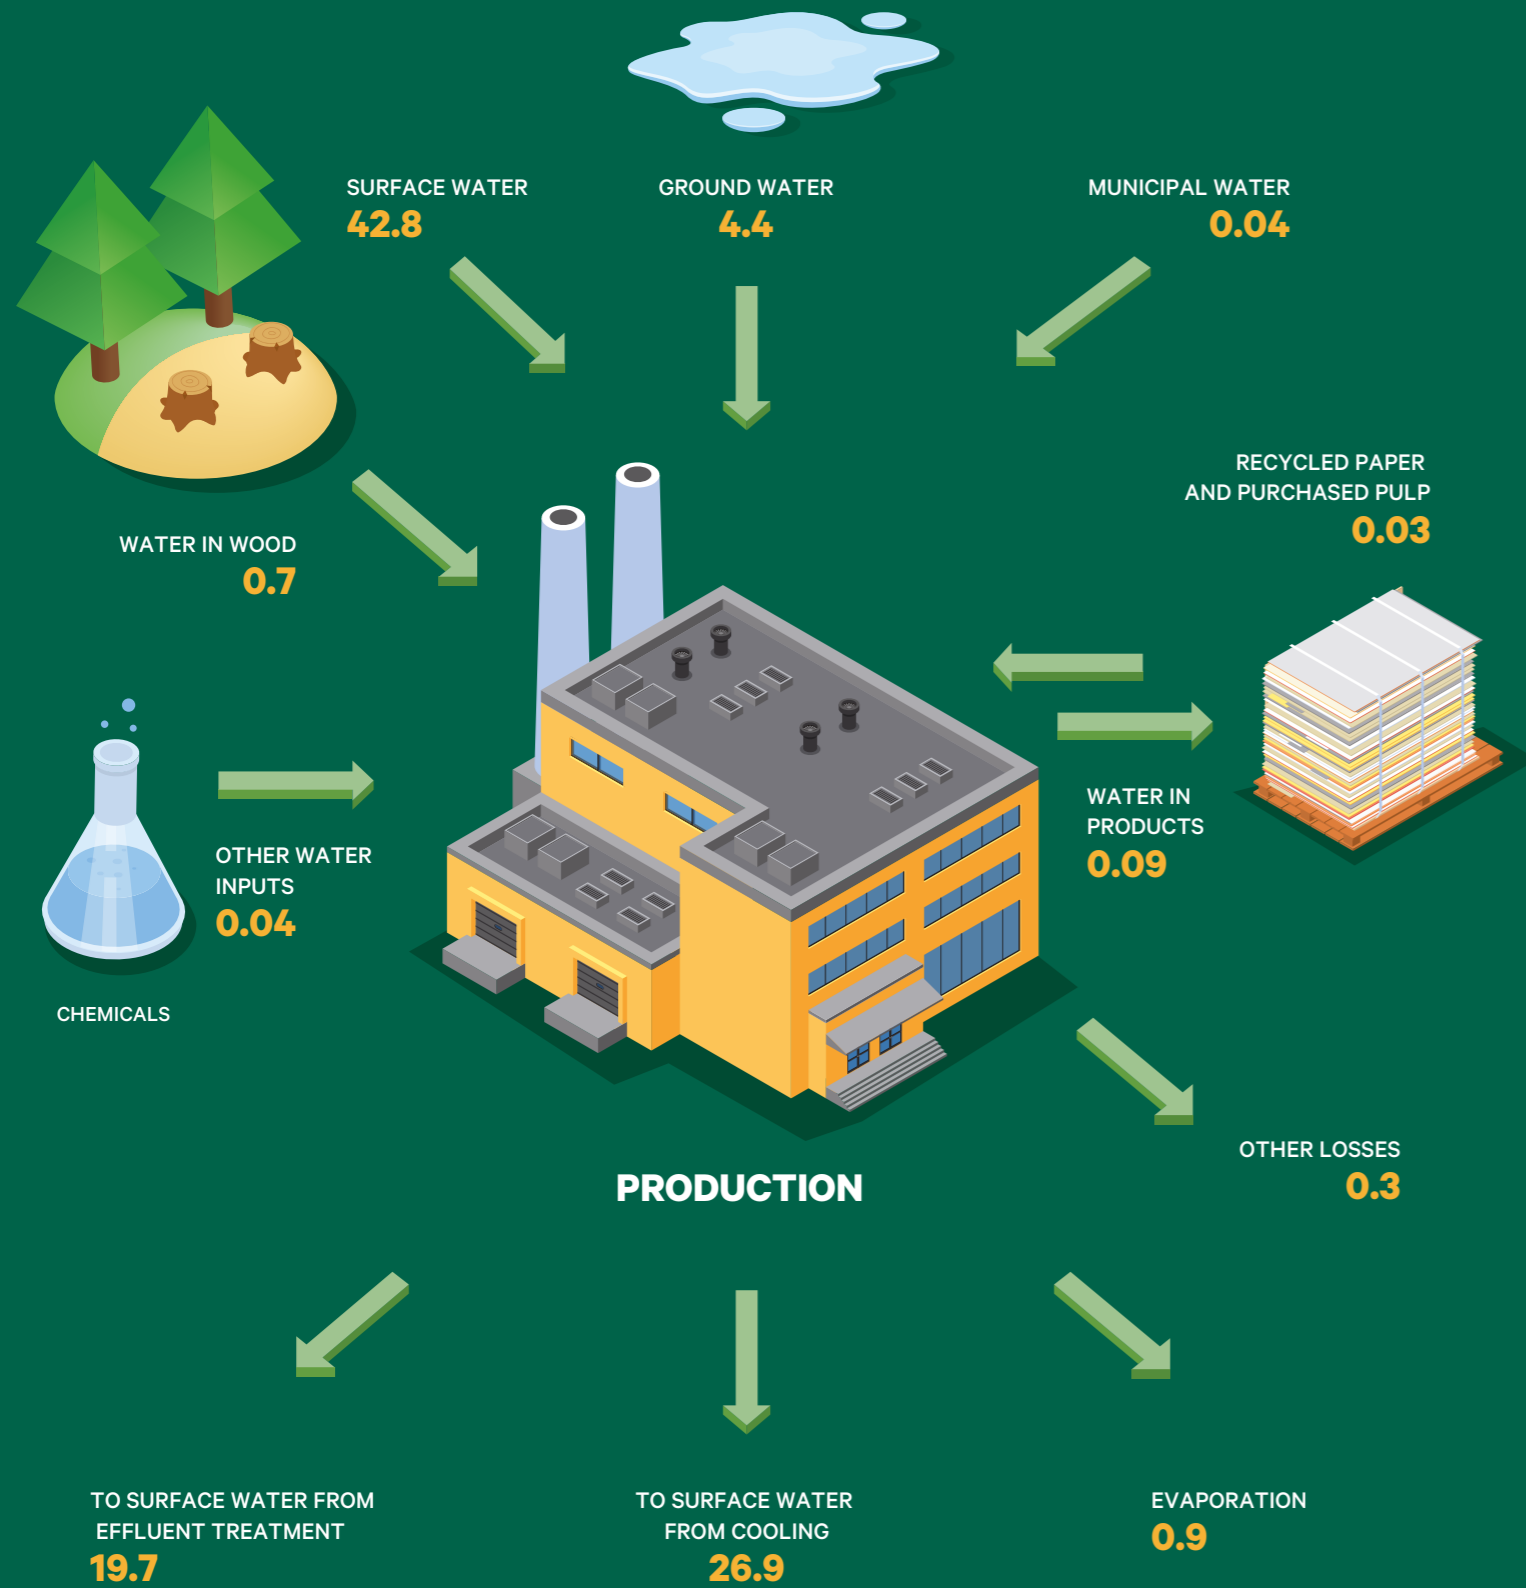 SURFACE WATER
42.8
GROUND WATER
4.4
MUNICIPAL WATER
0.04
RECYCLED PAPER
AND PURCHASED PULP
0.03
WATER IN WOOD
0.7
WATER IN
PRODUCTS
0.09
OTHER WATER
INPUTS
0.04
CHEMICALS
OTHER LOSSES
0.3
PRODUCTION
TO SURFACE WATER FROM
EFFLUENT TREATMENT
19.7
TO SURFACE WATER
FROM COOLING
26.9
EVAPORATION
0.9